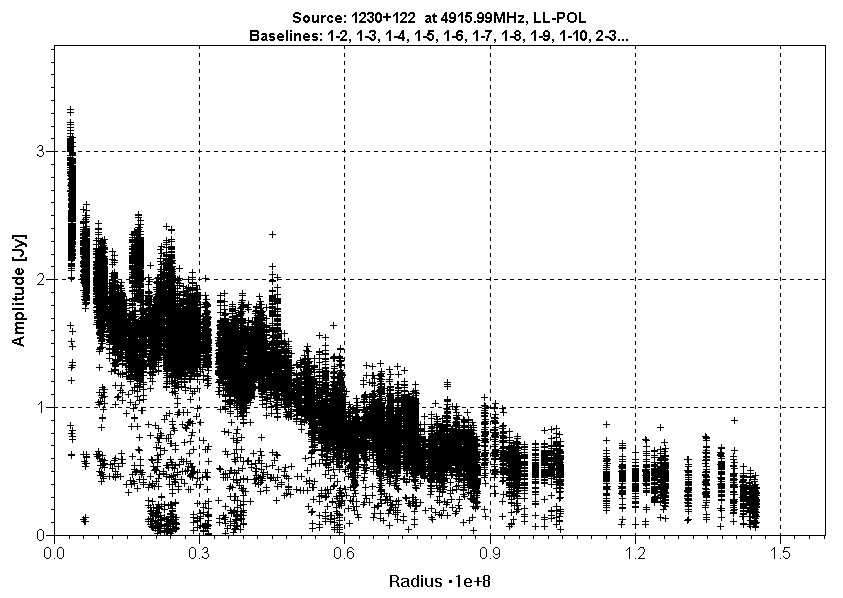 Source: 1230+122 at 4915.99MHz, LL-POL
Baselines: 1-2, 1-3, 1-4, 1-5, 1-6, 1-7, 1-8, 1-9, 1-10, 2-3...
3
2
1
0
Amplitude [Jy]
0.0 0.3 0.6 0.9 1.2 1.5
Radius ·1e+8